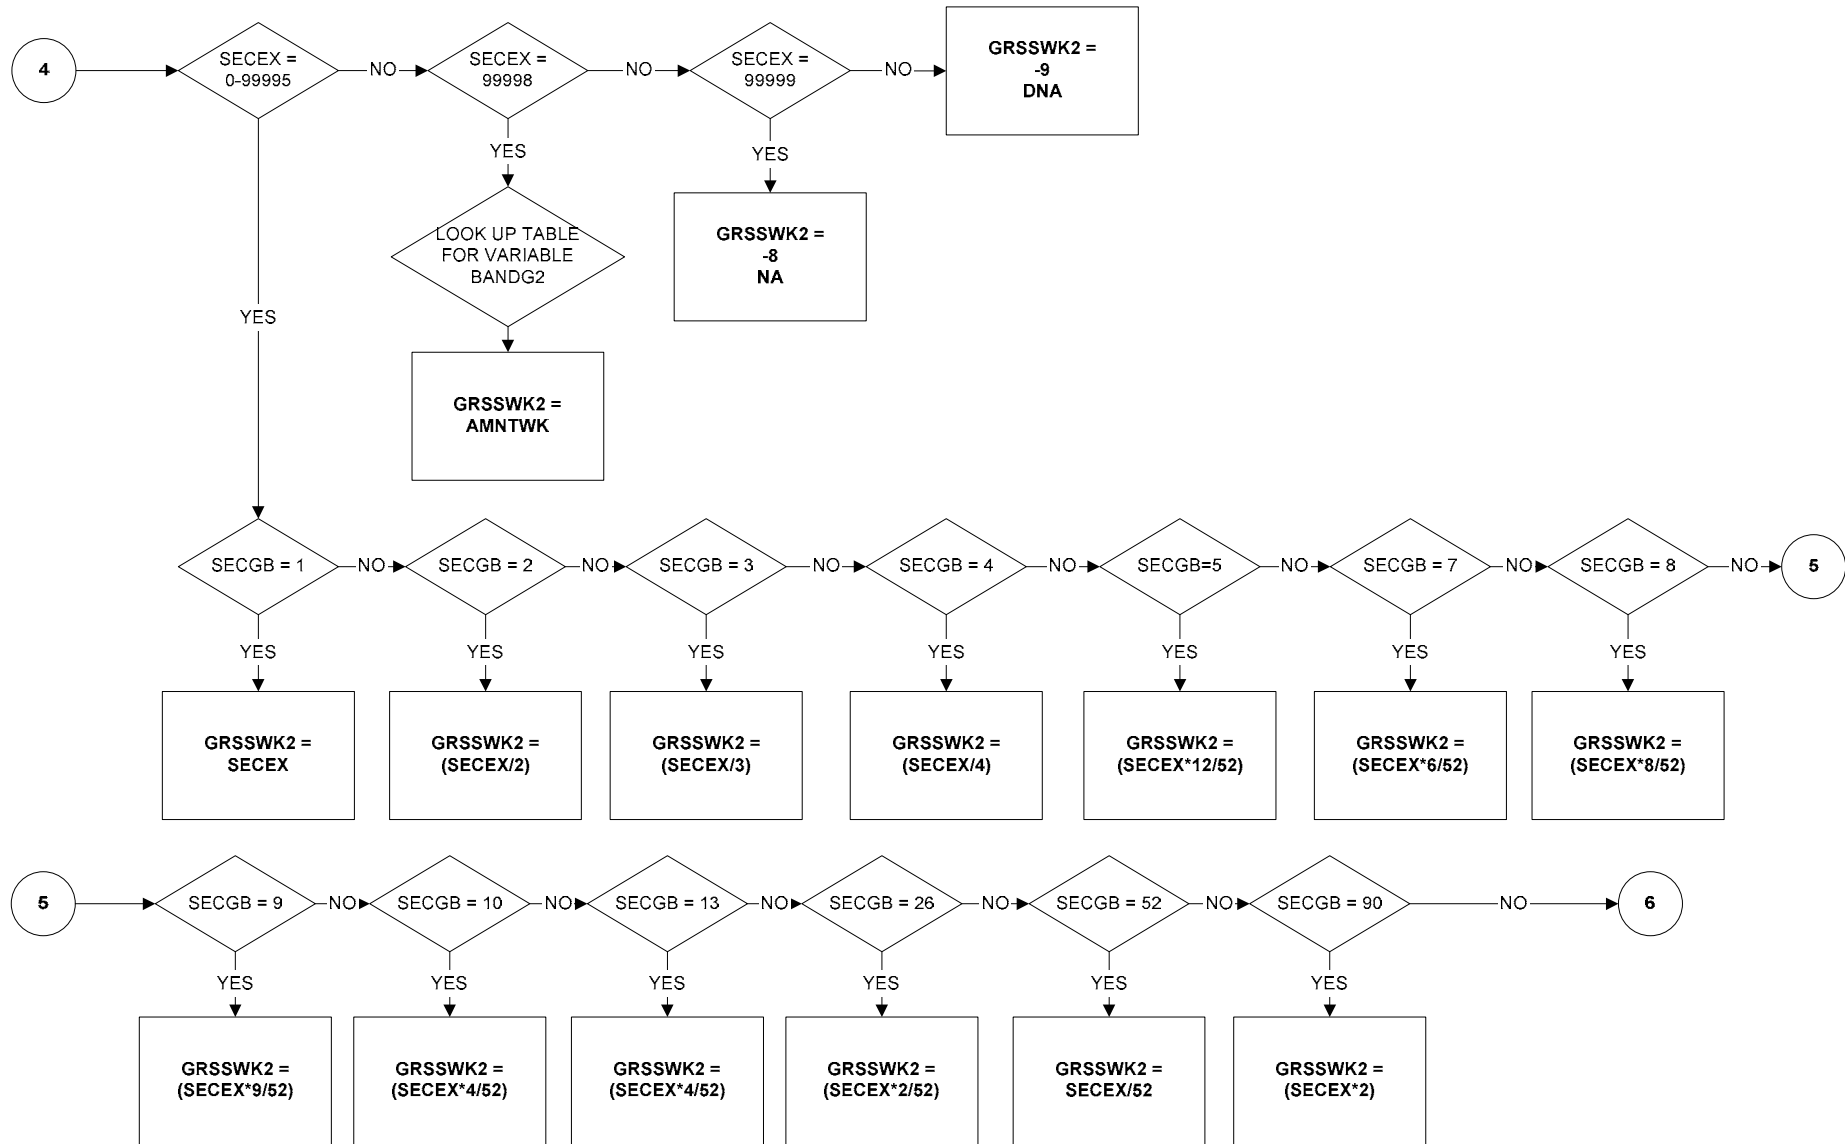 4
SECEX =
0-99995
NO
SECEX =
99998
NO
SECEX =
99999
NO
GRSSWK2 =
-9
DNA
YES
YES
YES
LOOK UP TABLE
FOR VARIABLE
BANDG2
GRSSWK2 =
-8
NA
GRSSWK2 =
AMNTWK
SECGB = 1
NO
SECGB = 2
NO
SECGB = 3
NO
SECGB = 4
NO
SECGB=5
NO
SECGB = 7
NO
SECGB = 8
NO
5
YES
YES
YES
YES
YES
YES
YES
GRSSWK2 =
SECEX
GRSSWK2 =
(SECEX/2)
GRSSWK2 =
(SECEX/3)
GRSSWK2 =
(SECEX/4)
GRSSWK2 =
(SECEX*12/52)
GRSSWK2 =
(SECEX*6/52)
GRSSWK2 =
(SECEX*8/52)
5
SECGB = 9
NO
SECGB = 10
NO
SECGB = 13
NO
SECGB = 26
NO
SECGB = 52
NO
SECGB = 90
NO
6
YES
YES
YES
YES
YES
YES
GRSSWK2 =
(SECEX*9/52)
GRSSWK2 =
(SECEX*4/52)
GRSSWK2 =
(SECEX*4/52)
GRSSWK2 =
(SECEX*2/52)
GRSSWK2 =
SECEX/52
GRSSWK2 =
(SECEX*2)